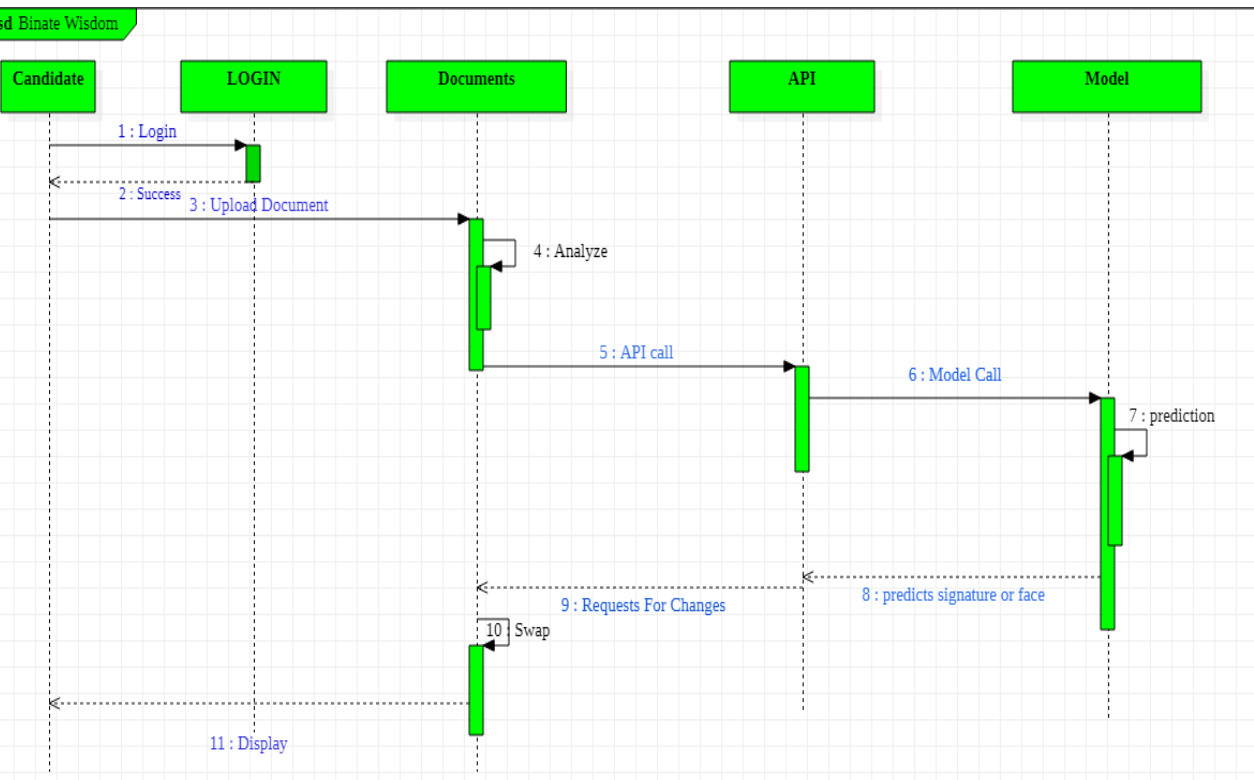 sd Binate Wisdom
Candidate
LOGIN
Documents
API
Model
1 : Login
2 : Success
3 : Upload Document
4 : Analyze
5 : API call
6 : Model Call
7 : prediction
8 : predicts signature or face
9 : Requests For Changes
10 : Swap
11 : Display